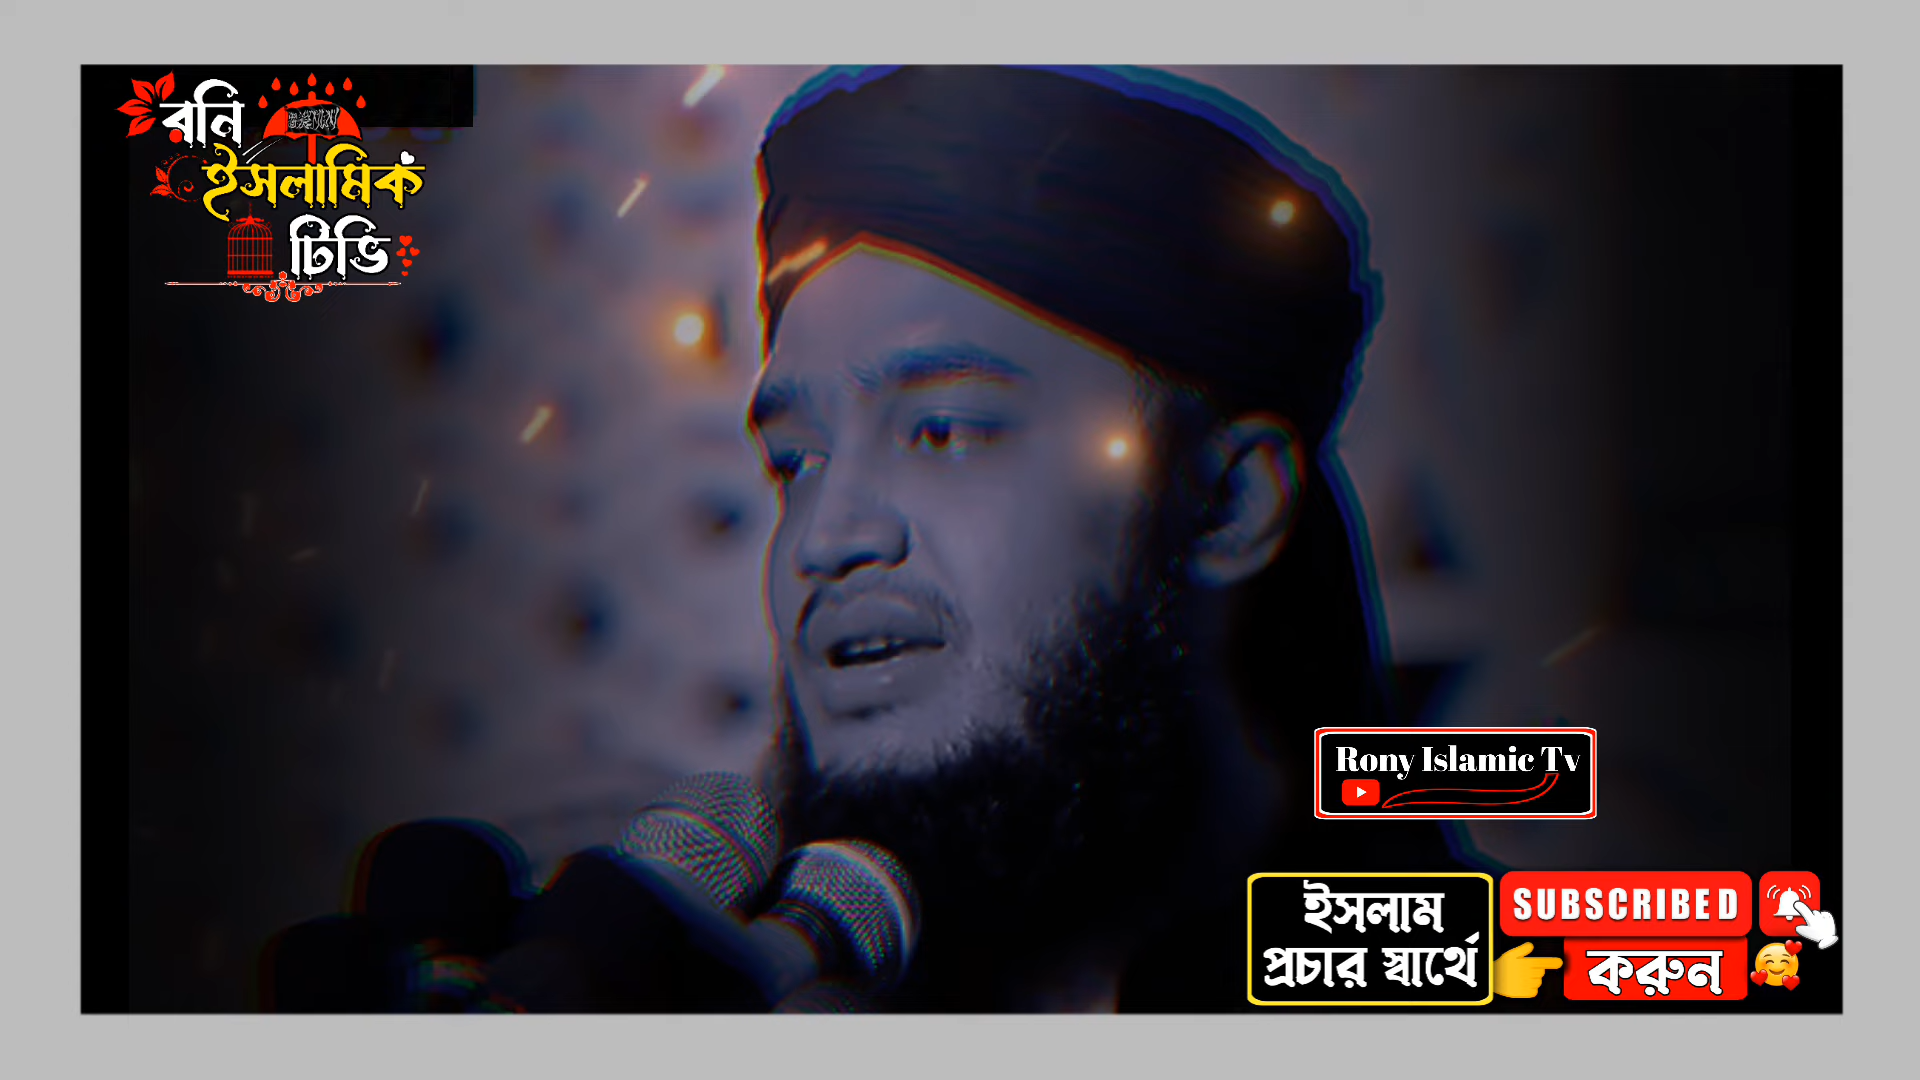 রনি
ইসলামিক
টিভি
Rony Islamic Tv
ইসলাম
প্রচার স্বার্থে
SUBSCRIBED
করুন